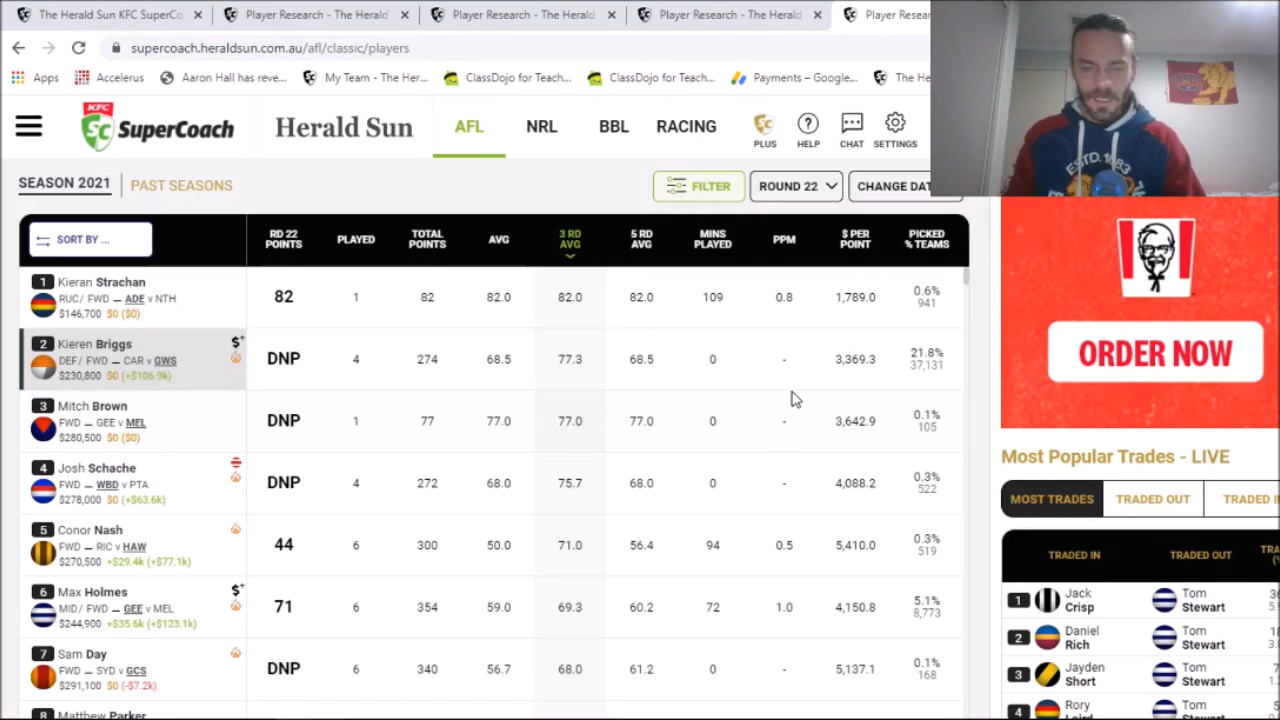 The Herald Sun KFC SuperCo
Player Research - The Herald
Player Research - The Herald
Player Research - The Herald
Player Resear
supercoach.heraldsun.com.au/afl/classic/players
Apps
Accelerus
Aaron Hall has reve...
My Team - The Her...
ClassDojo for Teach...
ClassDojo for Teach...
Payments – Google...
The He
KFC
SC SuperCoach
Herald Sun
AFL
NRL
BBL
RACING
PLUS
HELP
CHAT
SETTINGS
ESTD. 1883
SEASON 2021
PAST SEASONS
FILTER
ROUND 22
CHANGE DAT
SORT BY ...
RD 22 POINTS
PLAYED
TOTAL POINTS
AVG
3 RD AVG
5 RD AVG
MINS PLAYED
PPM
$ PER POINT
PICKED % TEAMS
1 Kieran Strachan
RUC/ FWD — ADE v NTH
$146,700 $0 ($0)
82 1 82 82.0 82.0 82.0 109 0.8 1,789.0 0.6%
941
2 Kieren Briggs
DEF/ FWD — CAR v GWS
$230,800 $0 (+$106.9k)
DNP 4 274 68.5 77.3 68.5 0 - 3,369.3 21.8%
37,131
3 Mitch Brown
FWD — GEE v MEL
$280,500 $0 ($0)
DNP 1 77 77.0 77.0 77.0 0 - 3,642.9 0.1%
105
4 Josh Schache
FWD — WBD v PTA
$278,000 $0 (+$63.6k)
DNP 4 272 68.0 75.7 68.0 0 - 4,088.2 0.3%
522
5 Conor Nash
FWD — RIC v HAW
$270,500 +$29.4k (+$77.1k)
44 6 300 50.0 71.0 56.4 94 0.5 5,410.0 0.3%
519
6 Max Holmes
MID/ FWD — GEE v MEL
$244,900 +$35.6k (+$123.1k)
71 6 354 59.0 69.3 60.2 72 1.0 4,150.8 5.1%
8,773
7 Sam Day
FWD — SYD v GCS
$291,100 $0 (-$7.2k)
DNP 6 340 56.7 68.0 61.2 0 - 5,137.1 0.1%
168
8 Matthew Parker
ORDER NOW
Most Popular Trades - LIVE
MOST TRADES
TRADED OUT
TRADED I
TRADED IN
TRADED OUT
TRA
1 Jack Crisp
Tom Stewart
2 Daniel Rich
Tom Stewart
3 Jayden Short
Tom Stewart
4 Rory Laird
Tom